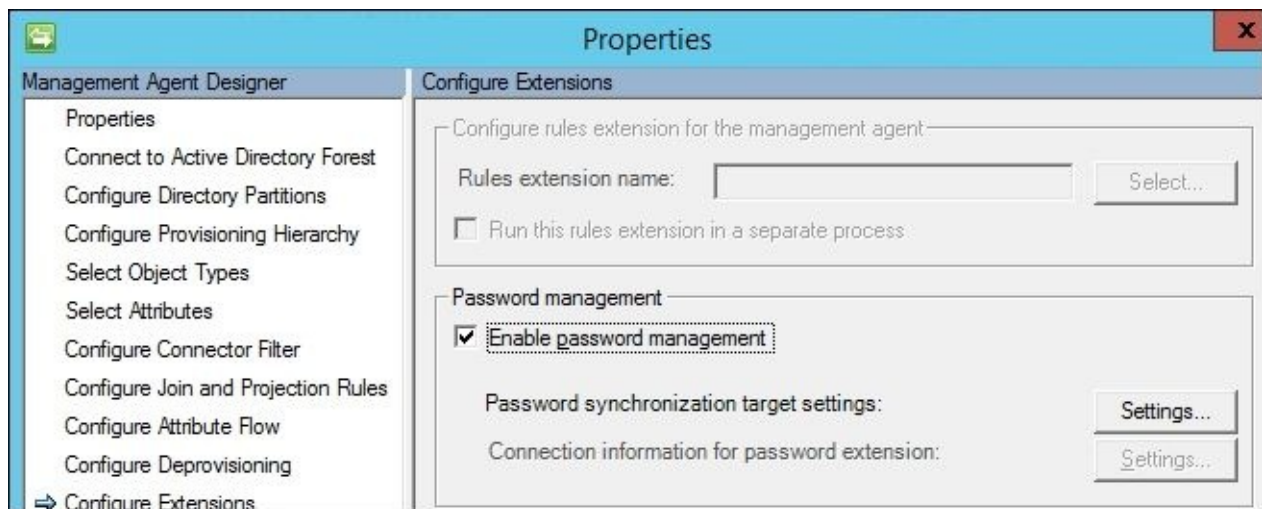 Properties
x
Management Agent Designer
Properties
Connect to Active Directory Forest
Configure Directory Partitions
Configure Provisioning Hierarchy
Select Object Types
Select Attributes
Configure Connector Filter
Configure Join and Projection Rules
Configure Attribute Flow
Configure Deprovisioning
Configure Extensions
Configure Extensions
Configure rules extension for the management agent
Rules extension name:
Select...
Run this rules extension in a separate process
Password management
Enable password management
Password synchronization target settings:
Settings...
Connection information for password extension:
Settings...